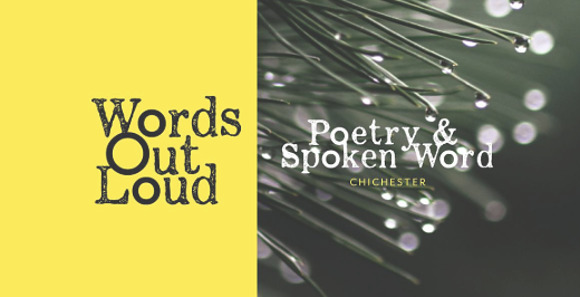 Words
Out
Loud
Poetry &
Spoken Word
CHICHESTER